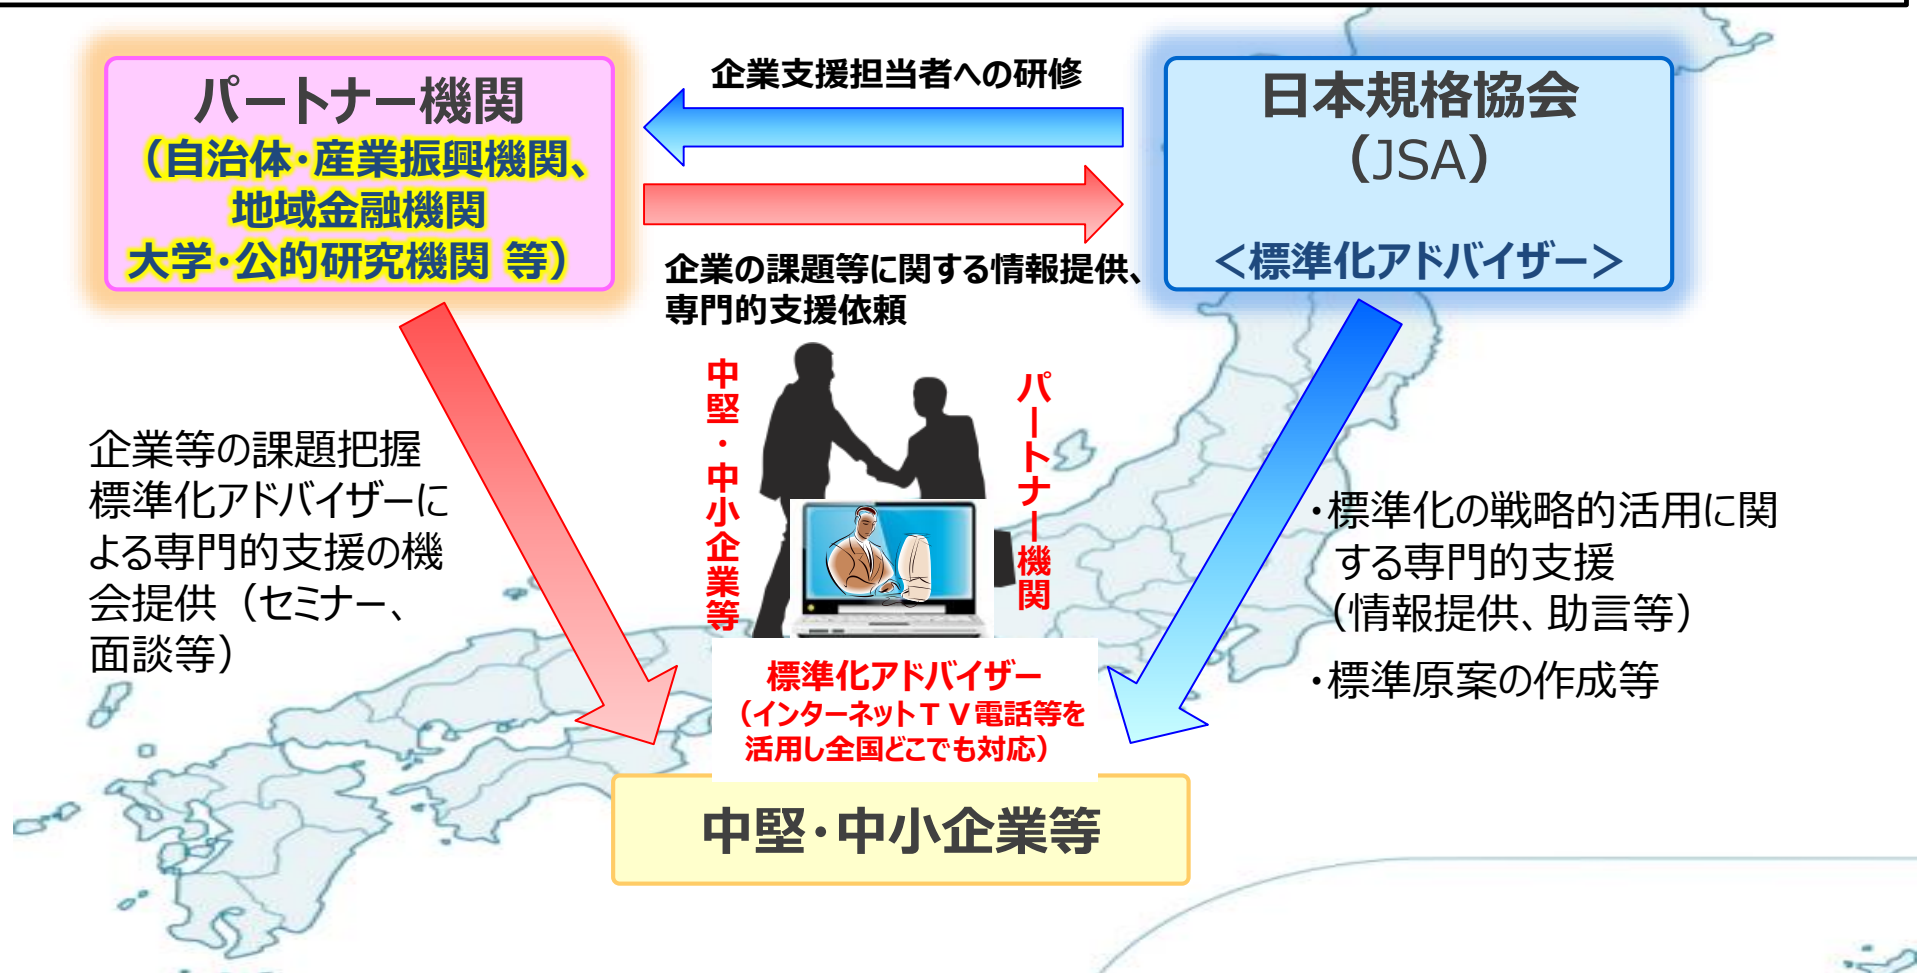 パートナー機関
（自治体・産業振興機関、
地域金融機関
大学・公的研究機関 等）
企業支援担当者への研修
企業の課題等に関する情報提供、
専門的支援依頼
日本規格協会
（JSA）
＜標準化アドバイザー＞
企業等の課題把握
標準化アドバイザーに
よる専門的支援の機
会提供（セミナー、
面談等）
中堅・中小企業等
パートナー機関
標準化アドバイザー
（インターネットＴＶ電話等を
活用し全国どこでも対応）
・標準化の戦略的活用に関
する専門的支援
（情報提供、助言等）
・標準原案の作成等
中堅・中小企業等